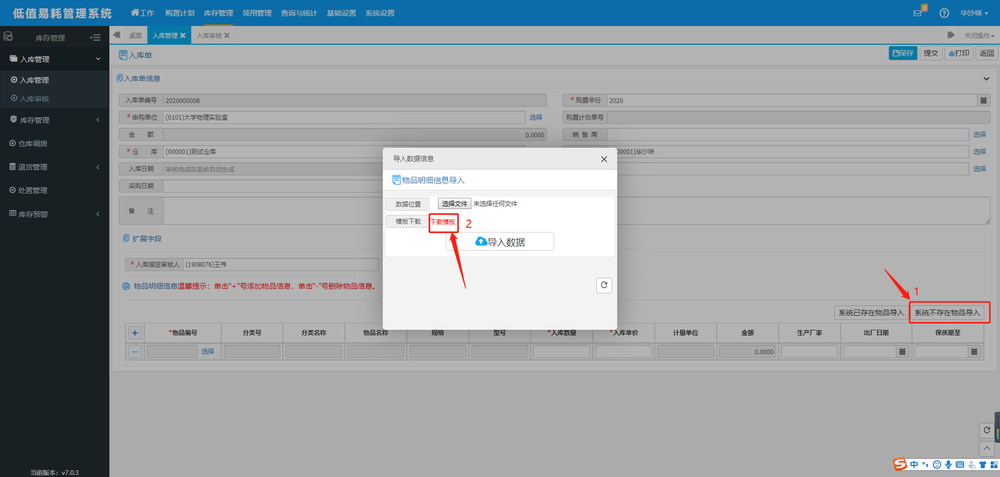 低值易耗管理系统
工作 购置计划 库存管理 领用管理 查询与统计 基础设置 系统设置
0
华沙咪
库存管理
桌面 入库管理 入库审核
关闭操作
入库管理
入库单
保存 提交 打印 返回
入库管理
入库审核
库存管理
仓库调拨
退货管理
处置管理
库存预警
当前版本：v7.0.3
入库单信息
入库单编号 2020000008
* 购置年份 2020
* 申购单位 (0101)大学物理实验室 选择
购置计划单号
金 额 0.0000
销 售 商 选择
* 仓 库 (000001)测试仓库
00001)华沙咪 选择
入库日期 审核完成后系统自动生成
选择
采购日期
备 注
扩展字段
* 入库指定审核人 (1908076)王伟
物品明细信息温馨提示：单击“+”号添加物品信息，单击“-”号删除物品信息。
系统已存在物品导入 系统不存在物品导入
1
+ *物品编号 分类号 分类名称 物品名称 规格 型号 *入库数量 *入库单价 计量单位 金额 生产厂家 出厂日期 保质期至
— 选择 0.0000
导入数据信息
物品明细信息导入
数据位置 选择文件 未选择任何文件
模板下载 下载模板
2
导入数据
中